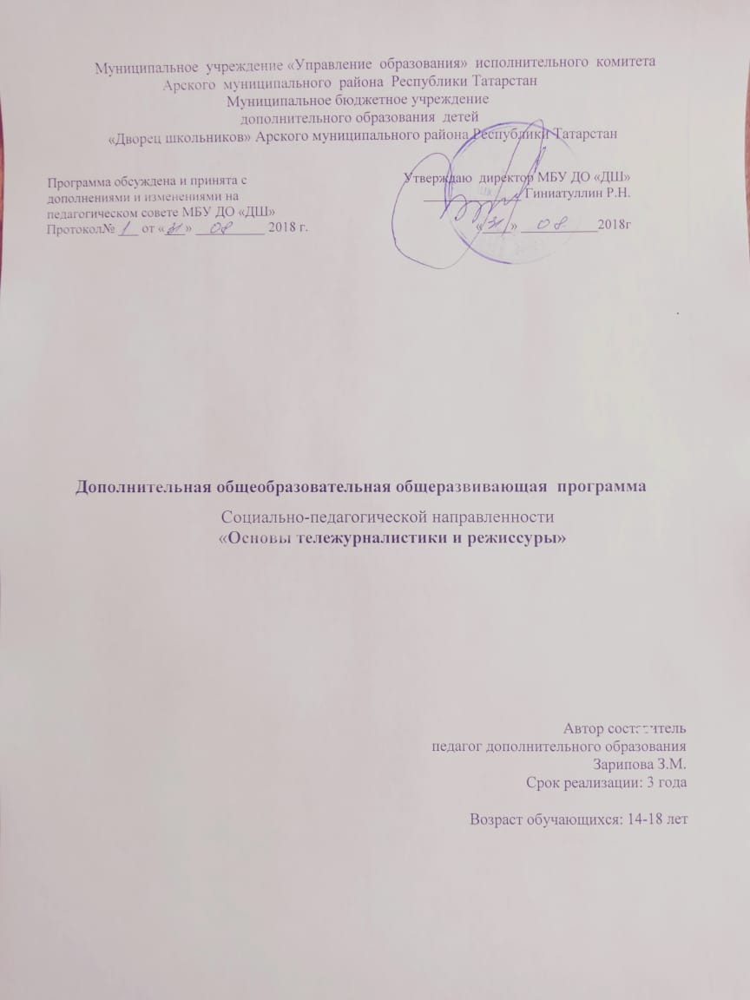 Муниципальное учреждение «Управление образования» исполнительного комитета
Арского муниципального района Республики Татарстан
Муниципальное бюджетное учреждение
дополнительного образования детей
«Дворец школьников» Арского муниципального района Республики Татарстан
Программа обсуждена и принята с
дополнениями и изменениями на
педагогическом совете МБУ ДО «ДШ»
Протокол№ 1 от «31» 08 2018 г.
Утверждаю директор МБУ ДО «ДШ»
Гиниатуллин Р.Н.
«31» 08 2018г
Дополнительная общеобразовательная общеразвивающая программа
Социально-педагогической направленности
«Основы тележурналистики и режиссуры»
Автор составитель
педагог дополнительного образования
Зарипова З.М.
Срок реализации: 3 года
Возраст обучающихся: 14-18 лет